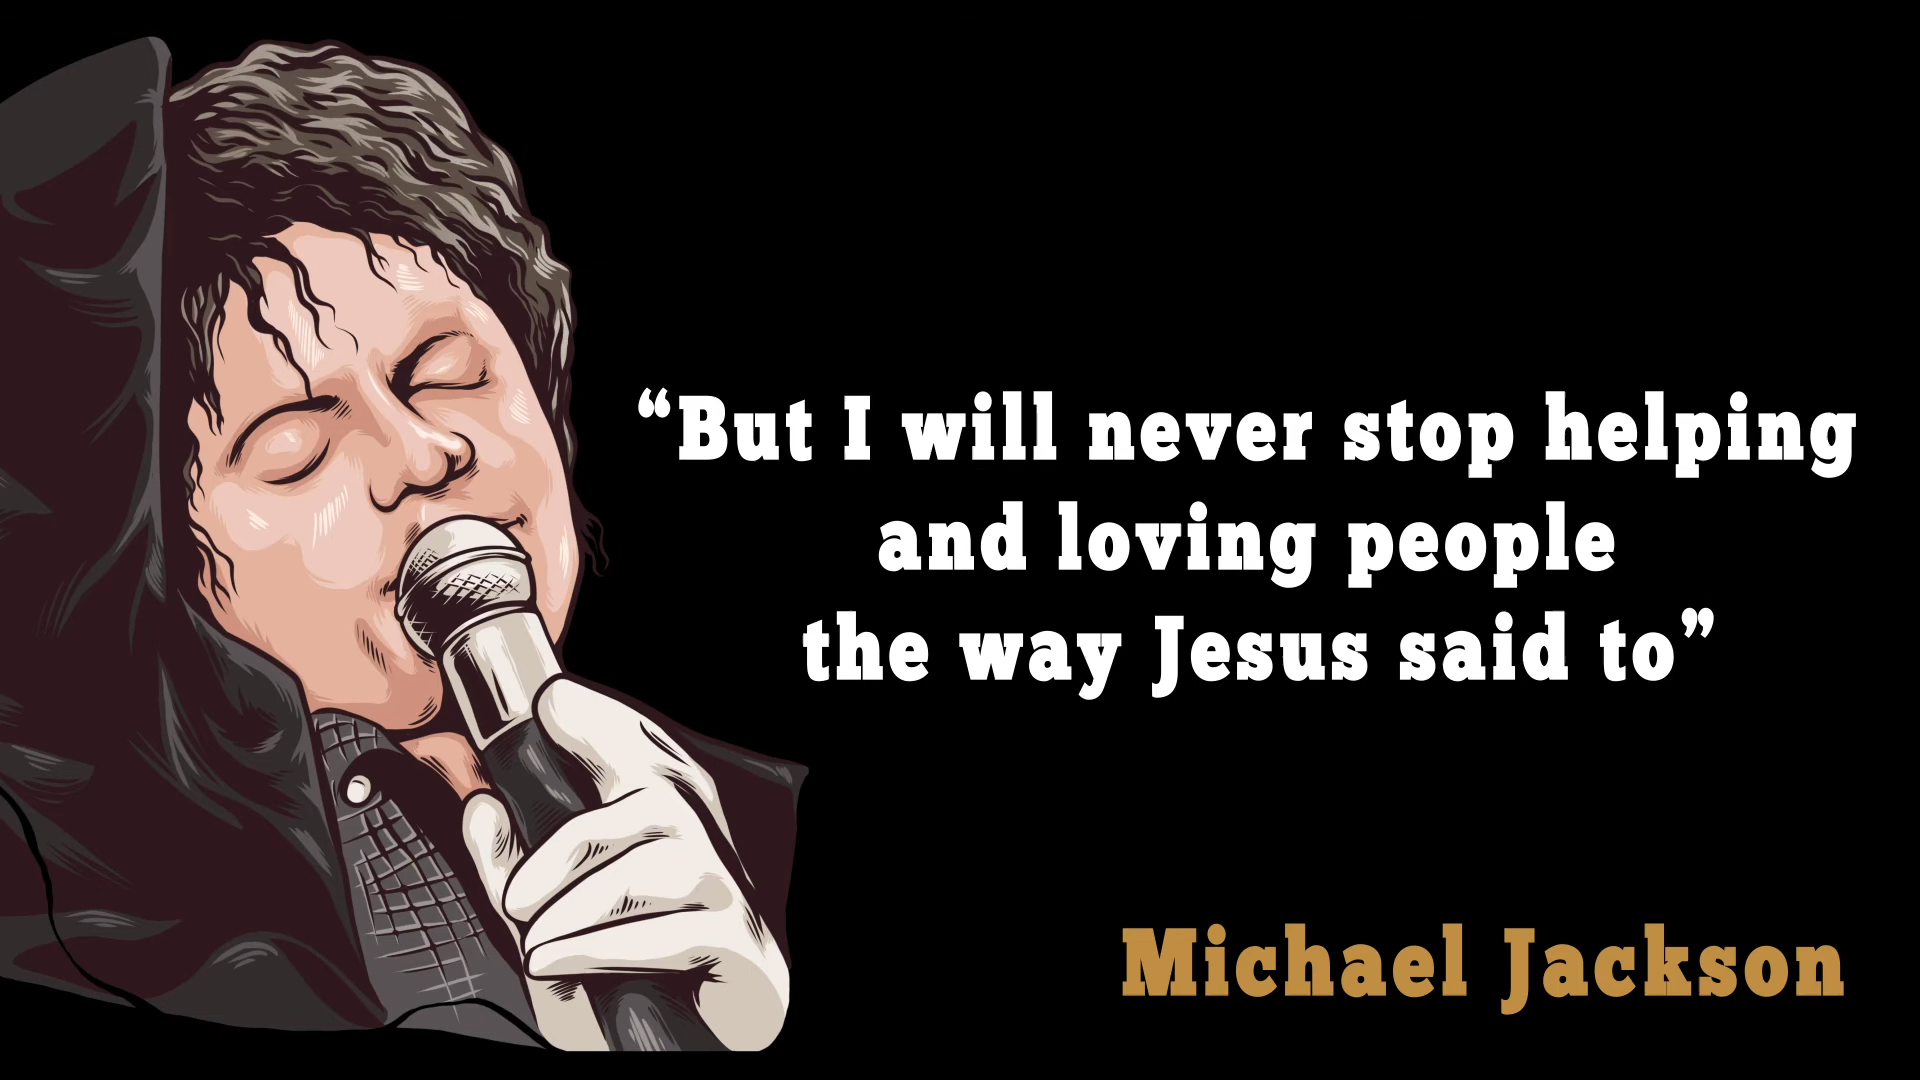 “But I will never stop helping
and loving people
the way Jesus said to”
Michael Jackson